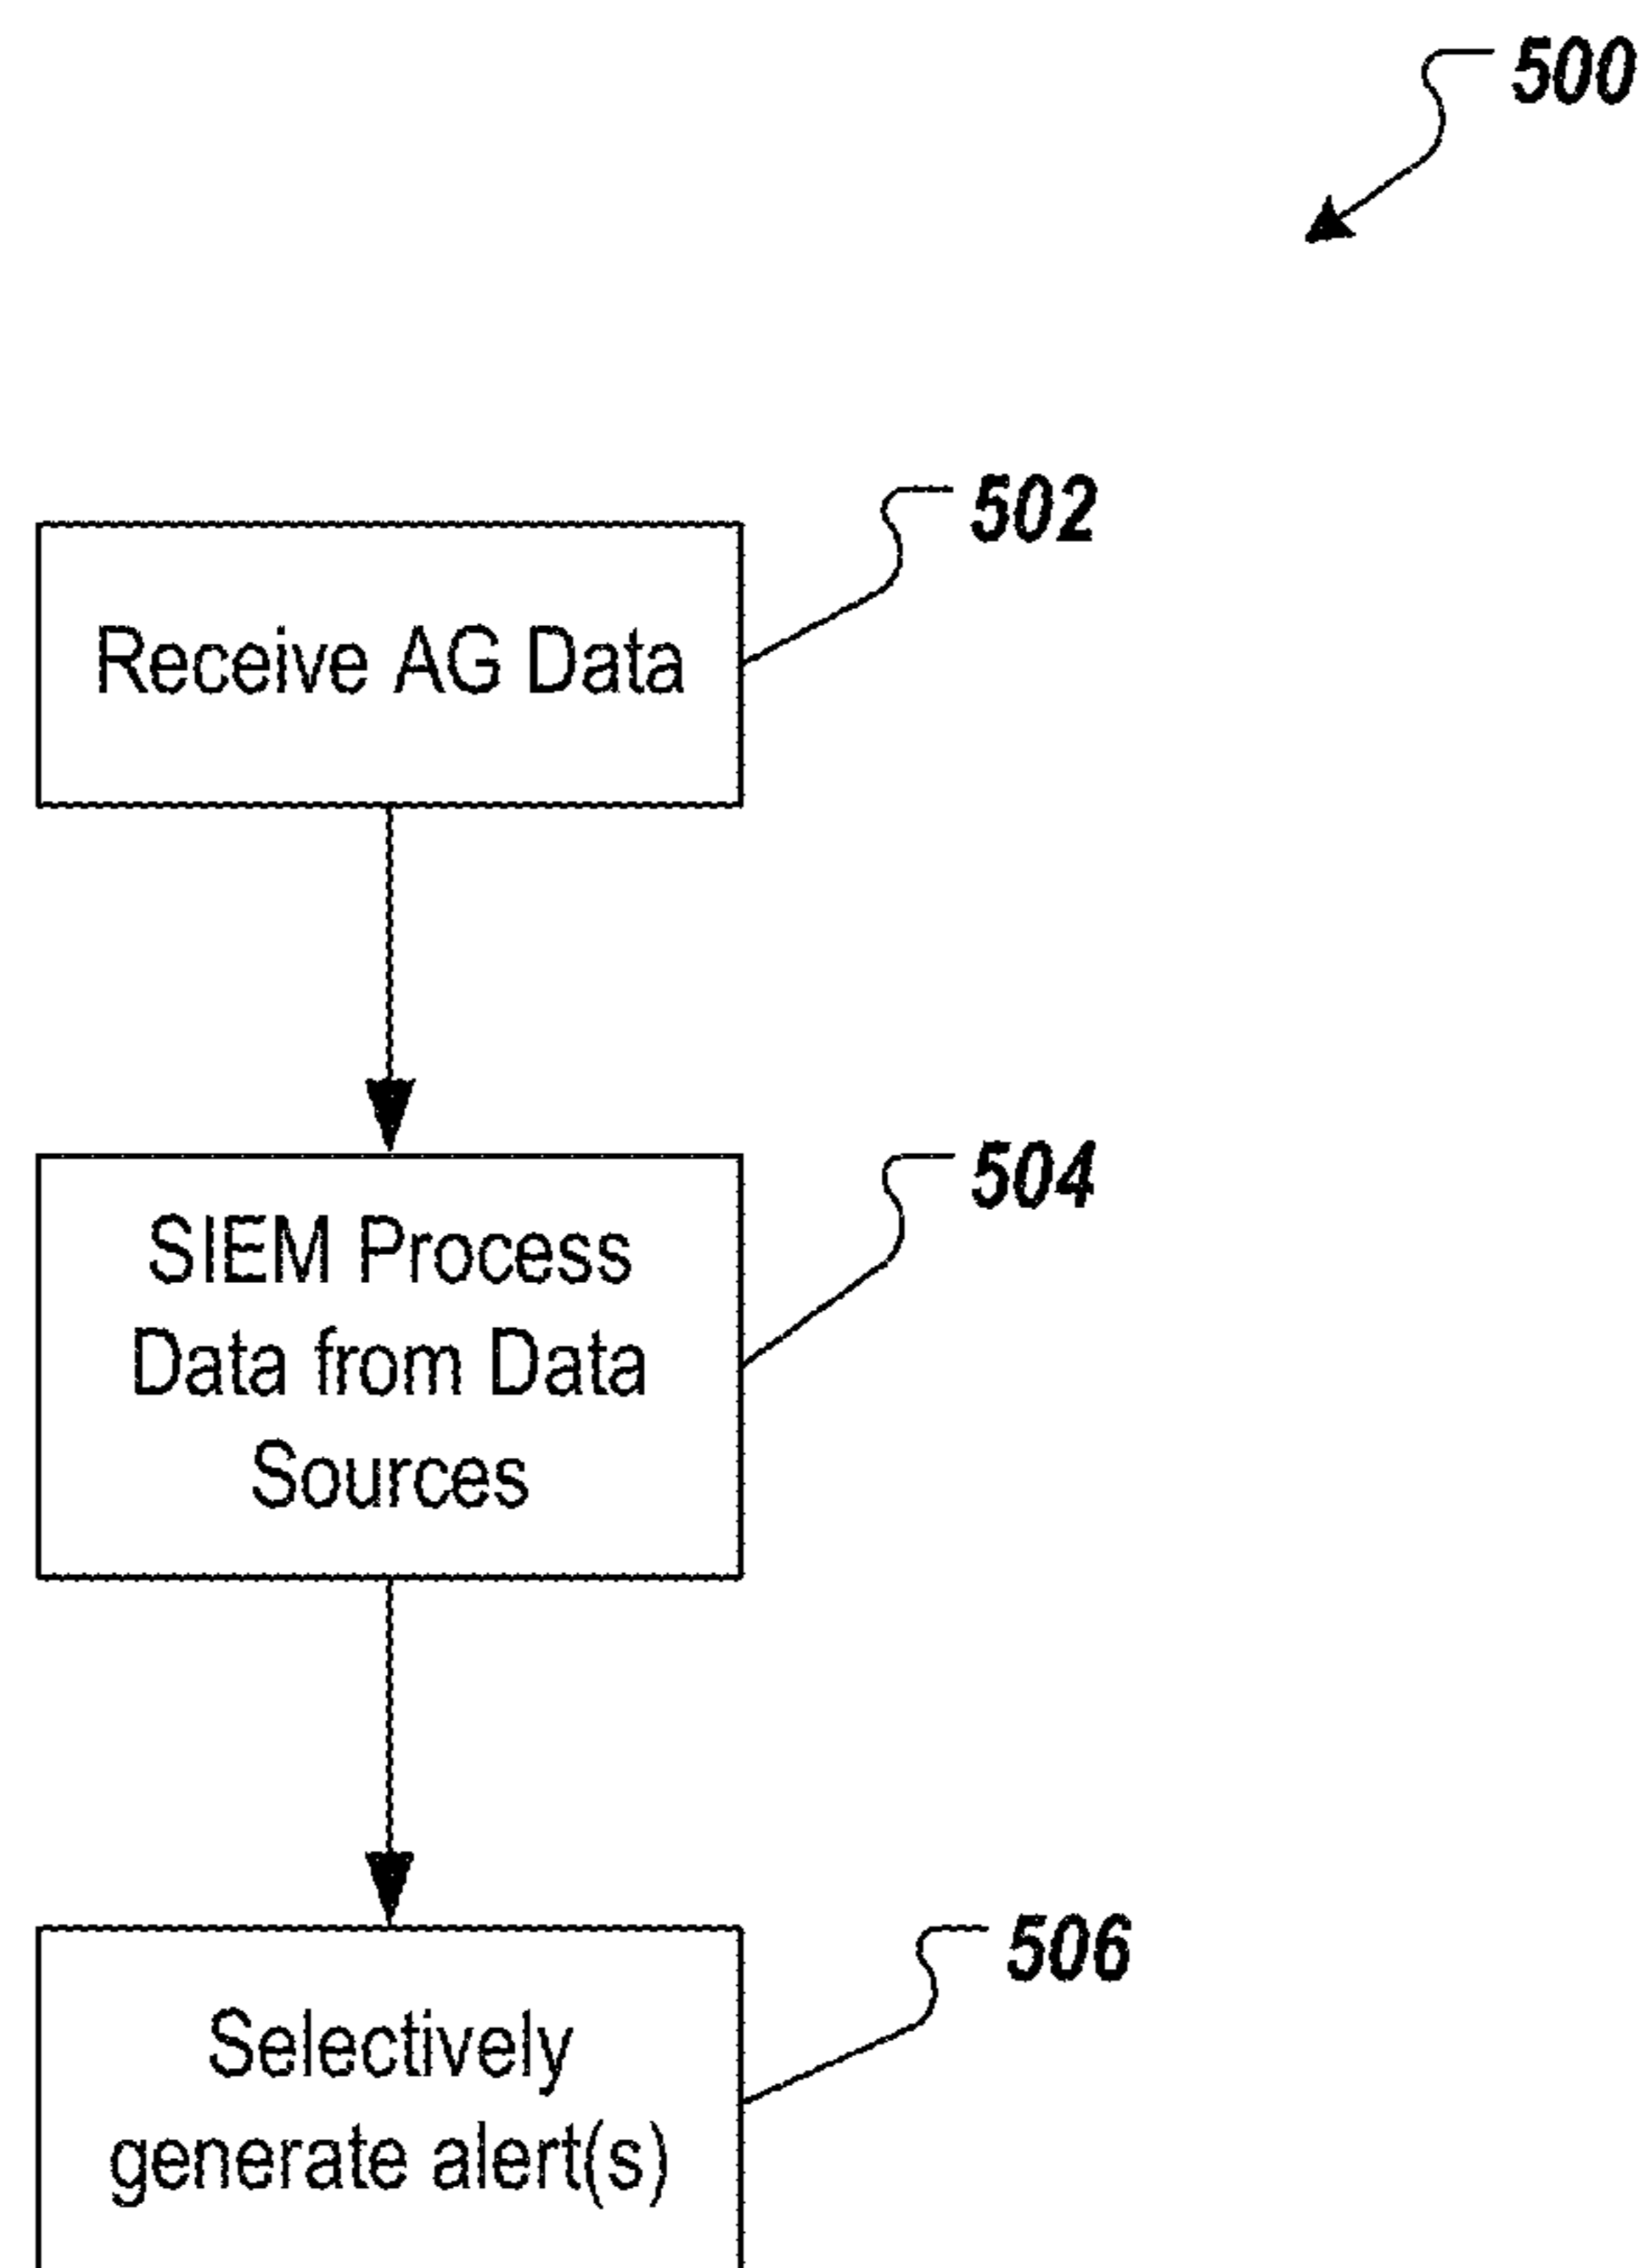 500
502
Receive AG Data
504
SIEM Process
Data from Data
Sources
506
Selectively
generate alert(s)